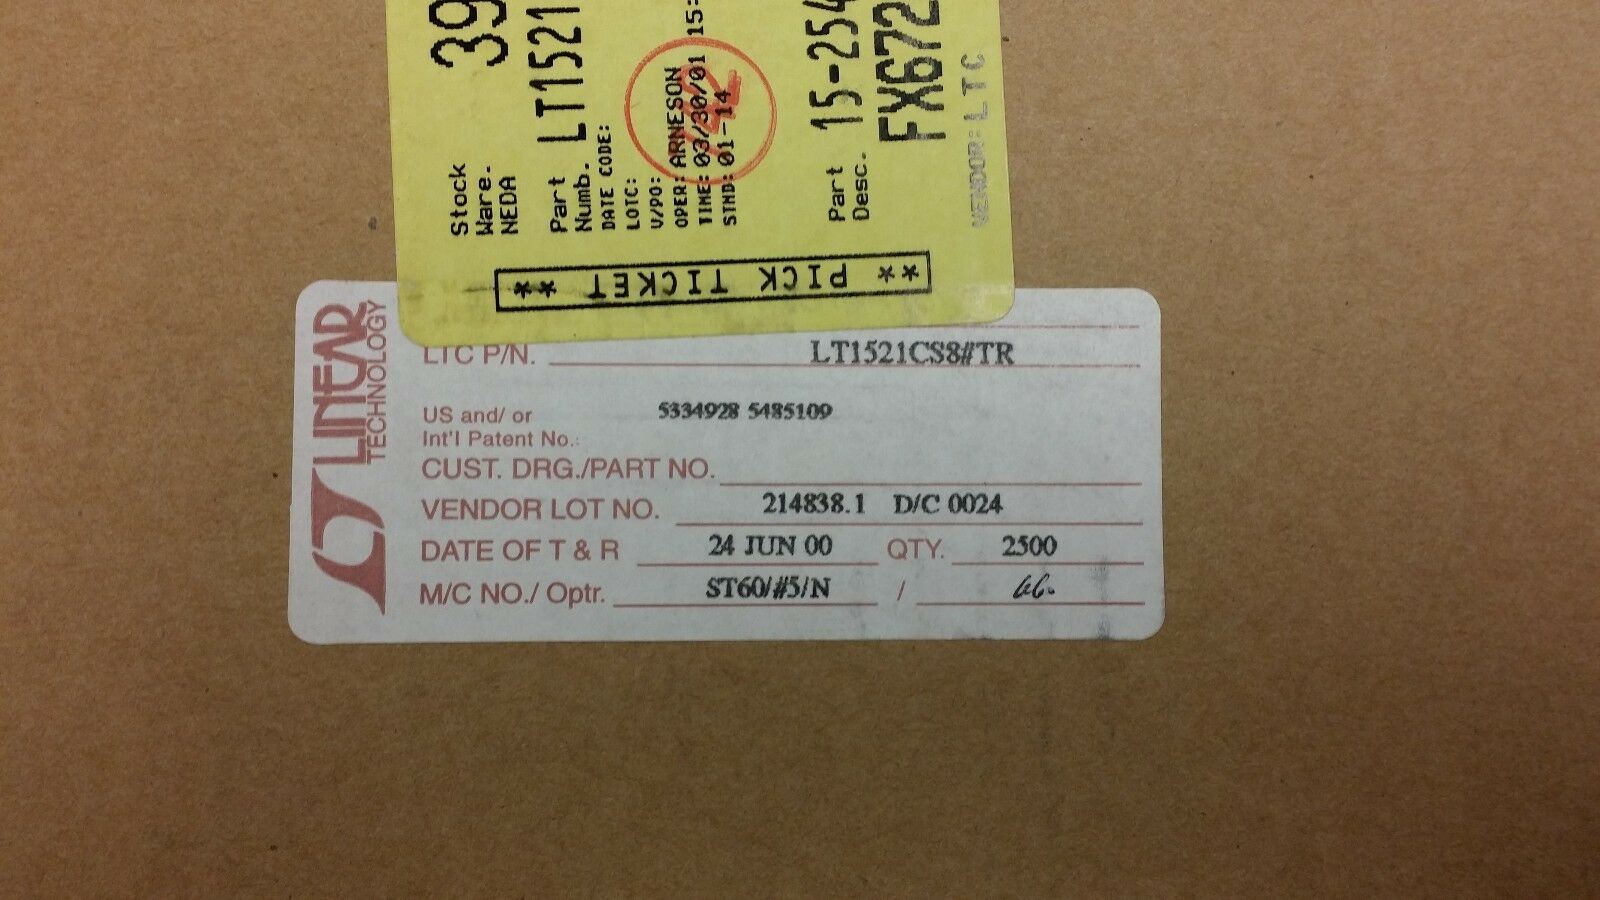 Stock 39
Ware.
NEDA
Part LT1521
Numb.
DATE CODE:
LOTC:
V/PO:
OPER: ARNESON
TIME: 03/30/01 15:
STND: 01-14
Part 15-254
Desc. FX672
VENDOR: LTC
** PICK TICKET **
LINEAR
TECHNOLOGY
LTC P/N. LT1521CS8#TR
US and/ or 5334928 5485109
Int'l Patent No.:
CUST. DRG./PART NO.
VENDOR LOT NO. 214838.1 D/C 0024
DATE OF T & R 24 JUN 00 QTY. 2500
M/C NO./ Optr. ST60/#5/N /